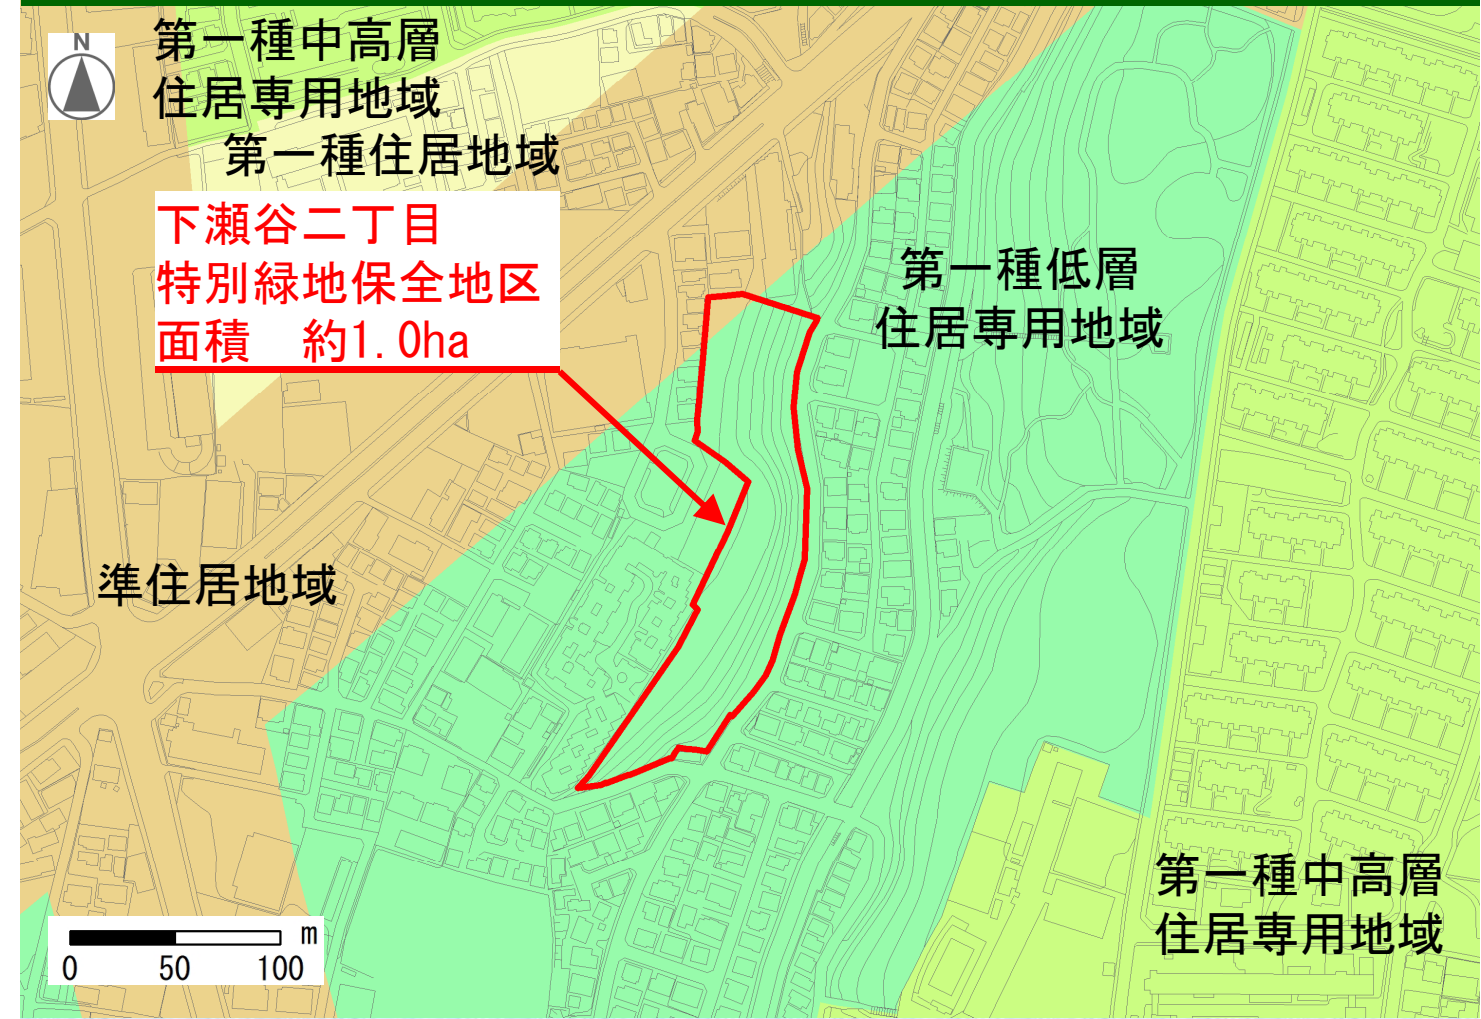 N
第一種中高層
住居専用地域
第一種住居地域
下瀬谷二丁目
特別緑地保全地区
面積　約1.0ha
第一種低層
住居専用地域
準住居地域
第一種中高層
住居専用地域
m
0 50 100